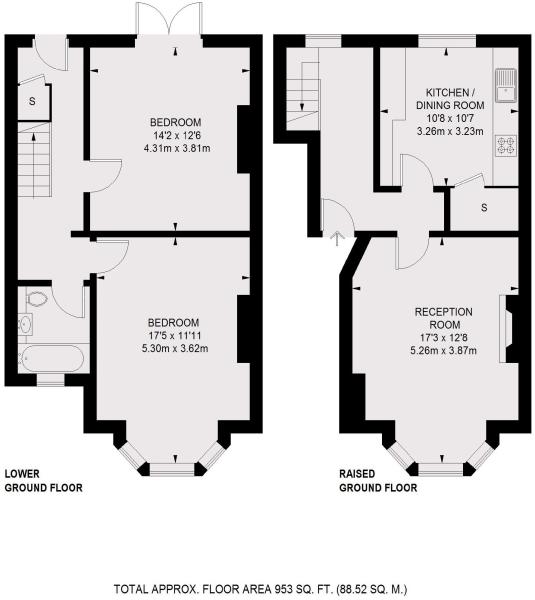 S
BEDROOM
14'2 x 12'6
4.31m x 3.81m
BEDROOM
17'5 x 11'11
5.30m x 3.62m
LOWER
GROUND FLOOR
KITCHEN /
DINING ROOM
10'8 x 10'7
3.26m x 3.23m
S
RECEPTION
ROOM
17'3 x 12'8
5.26m x 3.87m
RAISED
GROUND FLOOR
TOTAL APPROX. FLOOR AREA 953 SQ. FT. (88.52 SQ. M.)